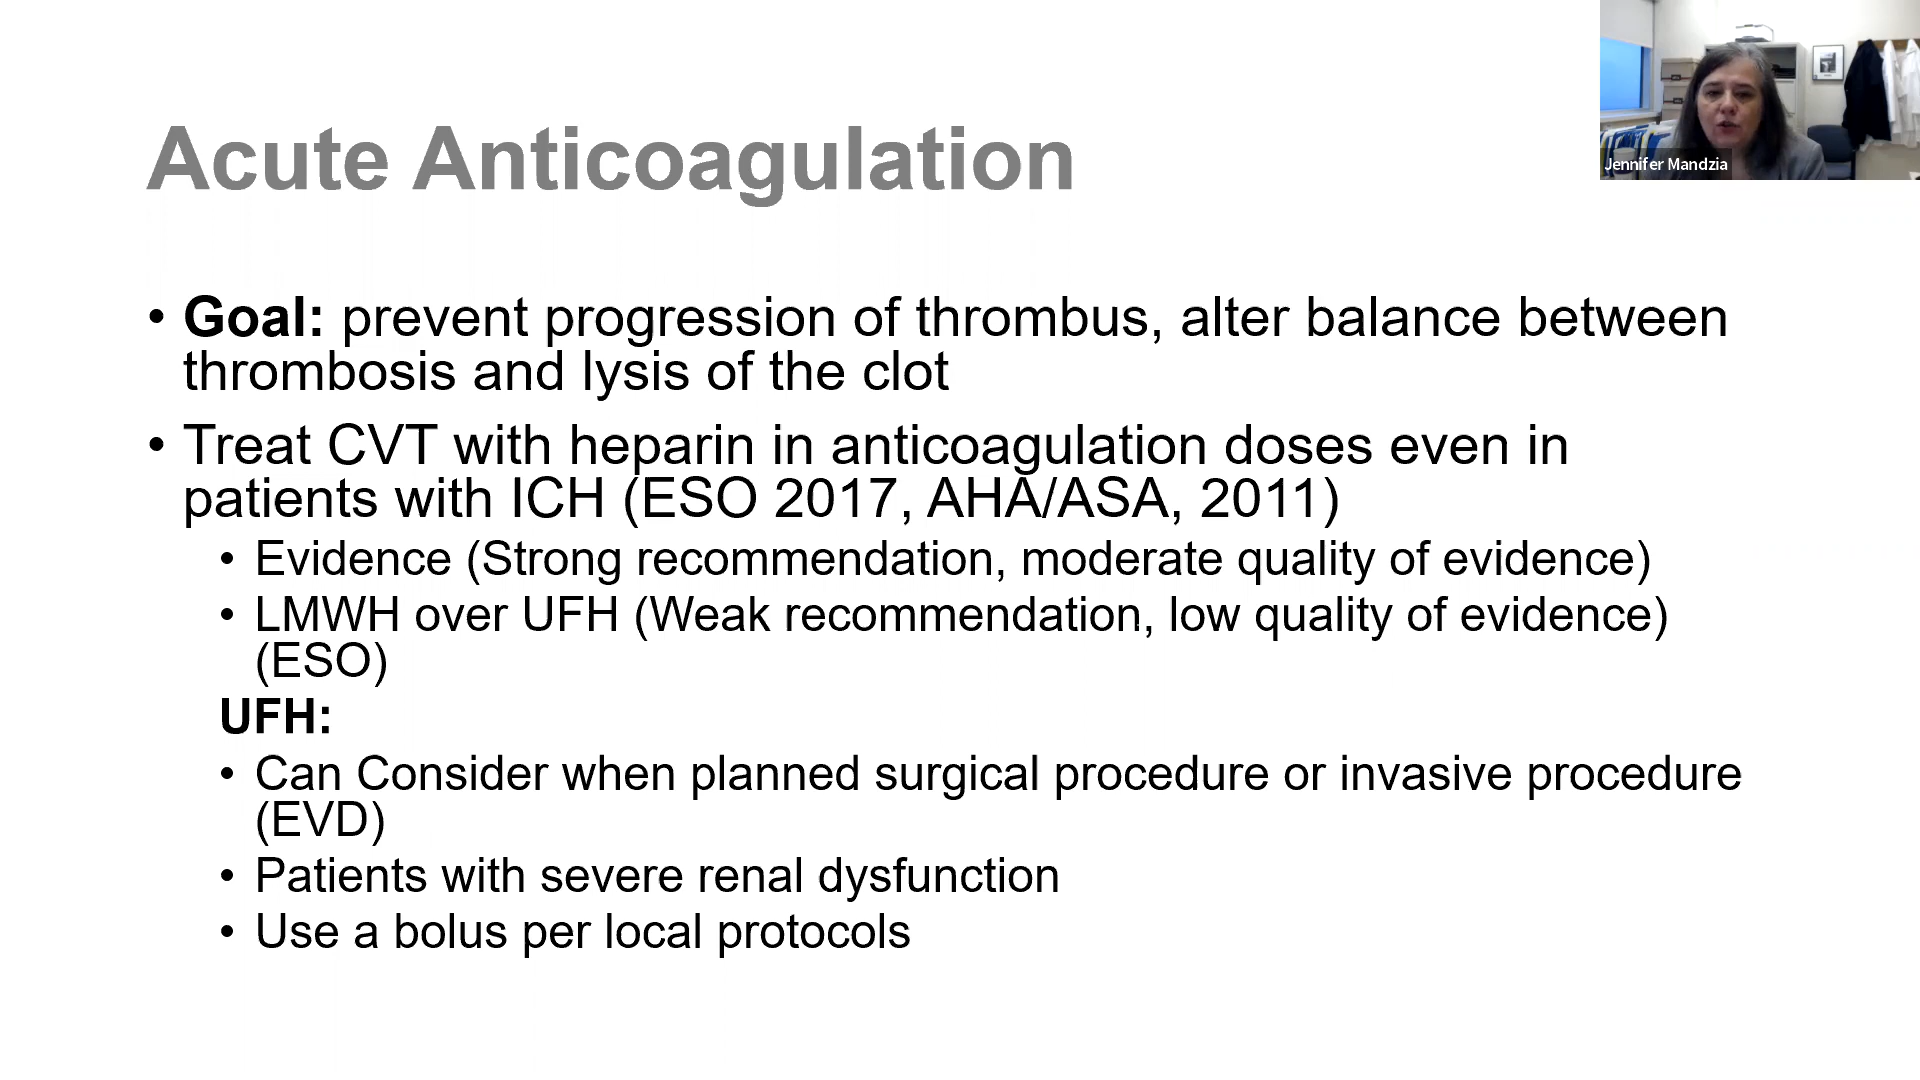 Acute Anticoagulation
Jennifer Mandzia
• Goal: prevent progression of thrombus, alter balance between
thrombosis and lysis of the clot
• Treat CVT with heparin in anticoagulation doses even in
patients with ICH (ESO 2017, AHA/ASA, 2011)
• Evidence (Strong recommendation, moderate quality of evidence)
• LMWH over UFH (Weak recommendation, low quality of evidence)
(ESO)
UFH:
• Can Consider when planned surgical procedure or invasive procedure
(EVD)
• Patients with severe renal dysfunction
• Use a bolus per local protocols